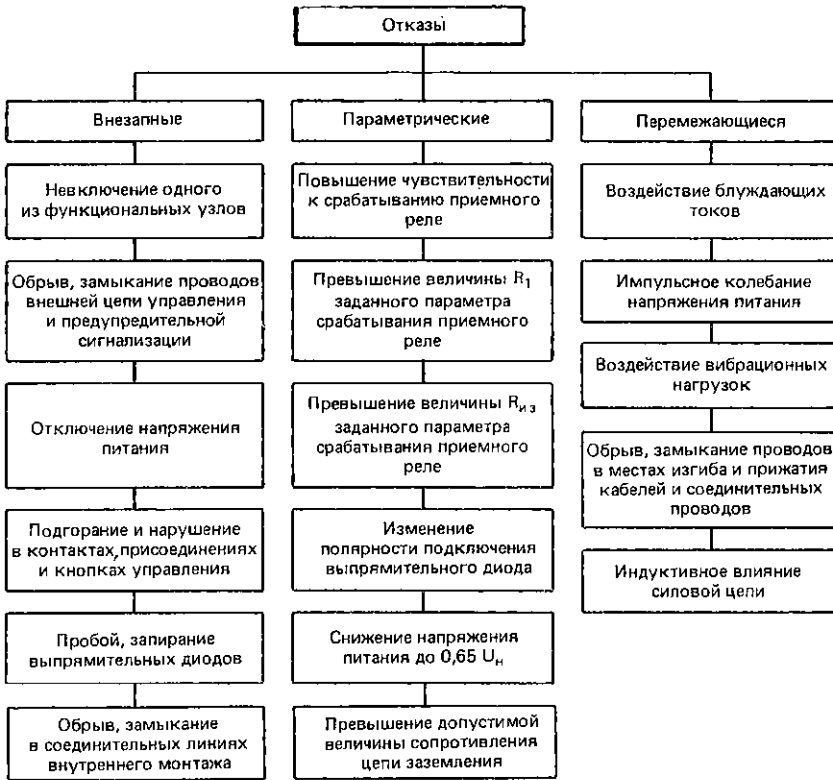 Отказы
Внезапные
Невключение одного
из функциональных узлов
Обрыв, замыкание проводов
внешней цепи управления
и предупредительной
сигнализации
Отключение напряжения
питания
Подгорание и нарушение
в контактах, присоединениях
и кнопках управления
Пробой, запирание
выпрямительных диодов
Обрыв, замыкание
в соединительных линиях
внутреннего монтажа
Параметрические
Повышение чувствительности
к срабатыванию приемного
реле
Превышение величины R₁
заданного параметра
срабатывания приемного
реле
Превышение величины Rиз
заданного параметра
срабатывания приемного
реле
Изменение
полярности подключения
выпрямительного диода
Снижение напряжения
питания до 0,65 Uн
Превышение допустимой
величины сопротивления
цепи заземления
Перемежающиеся
Воздействие блуждающих
токов
Импульсное колебание
напряжения питания
Воздействие вибрационных
нагрузок
Обрыв, замыкание проводов
в местах изгиба и прижатия
кабелей и соединительных
проводов
Индуктивное влияние
силовой цепи